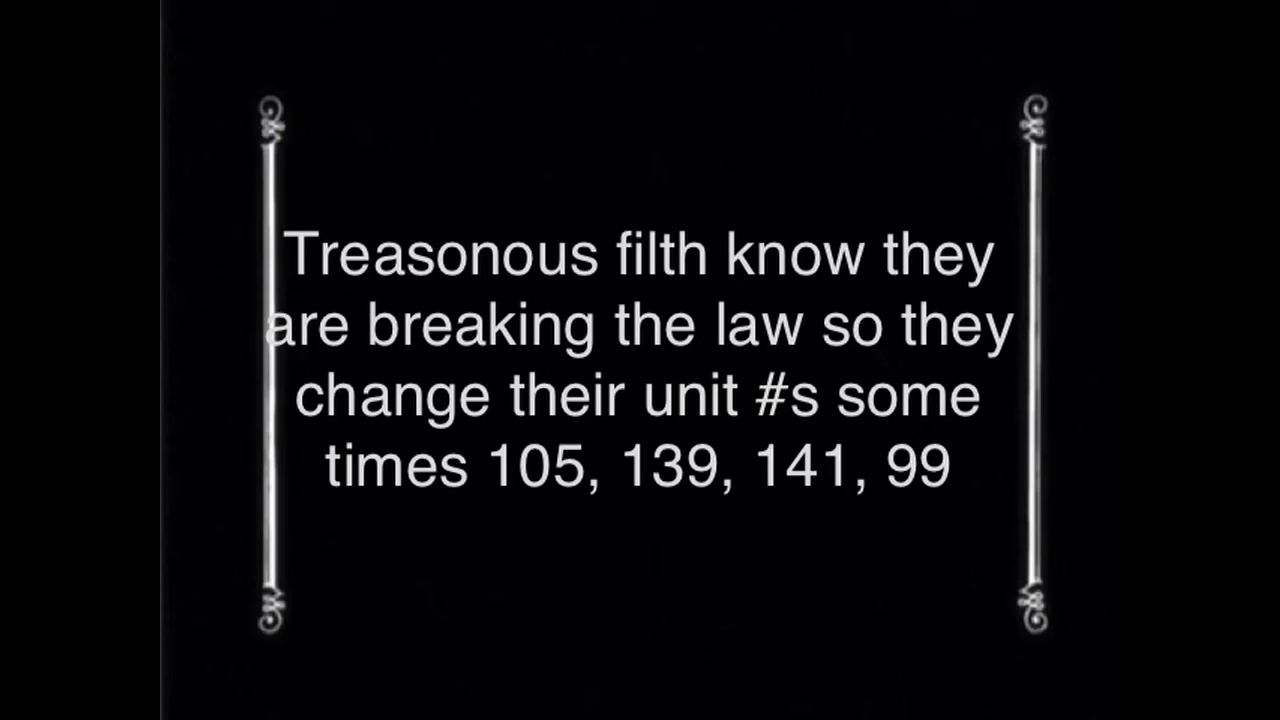 Treasonous filth know they
are breaking the law so they
change their unit #s some
times 105, 139, 141, 99